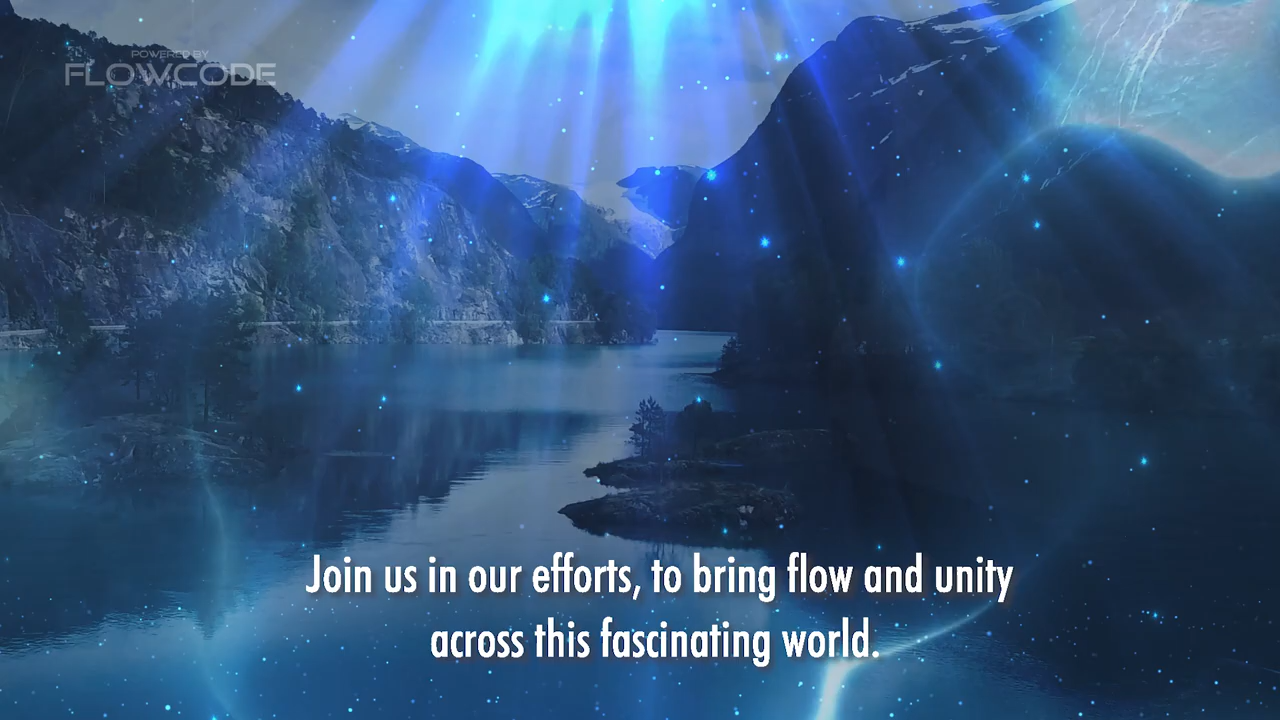 POWERED BY
FLOWCODE
Join us in our efforts, to bring flow and unity
across this fascinating world.